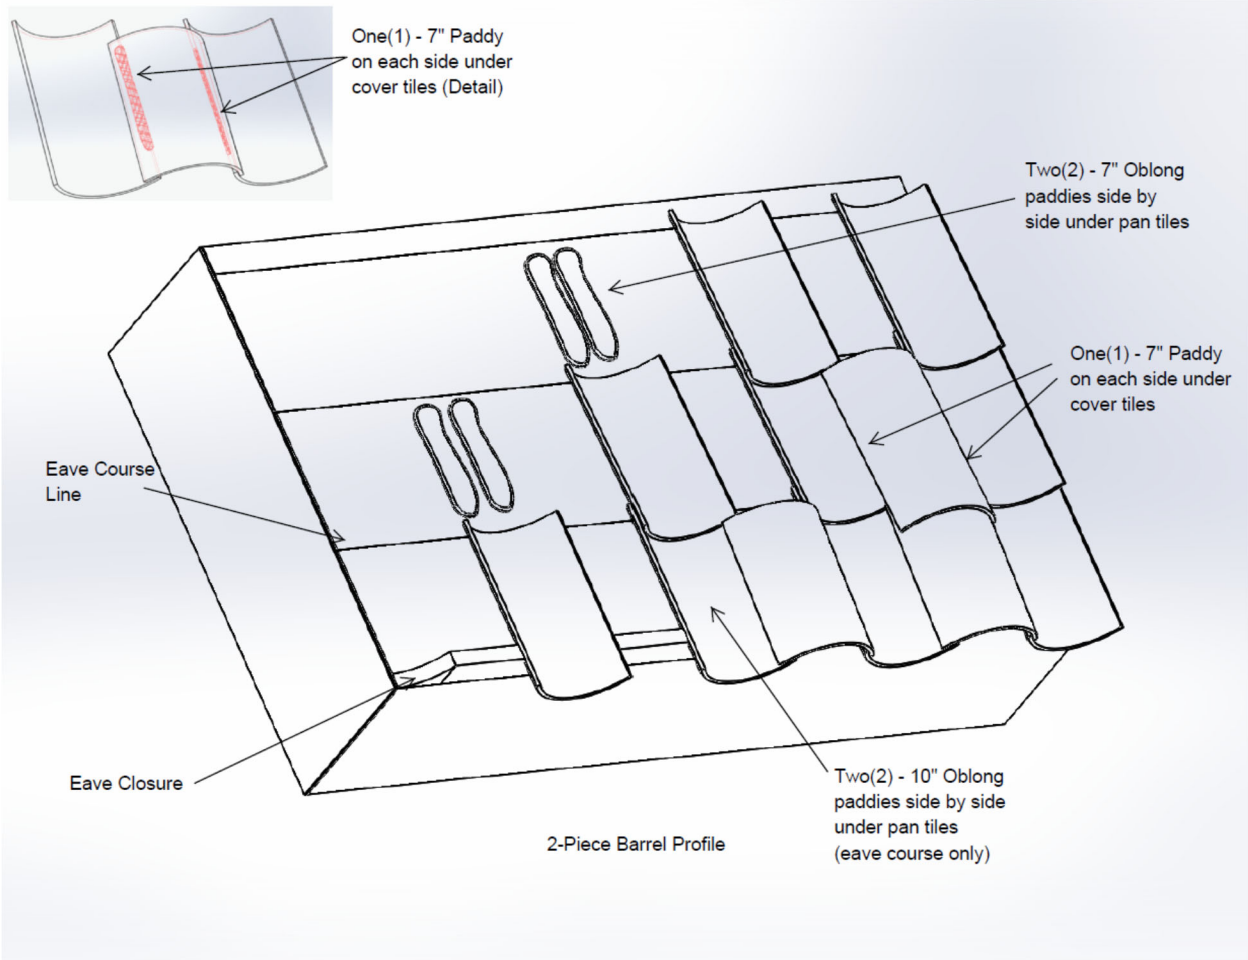 One(1) - 7" Paddy
on each side under
cover tiles (Detail)
Two(2) - 7" Oblong
paddies side by
side under pan tiles
One(1) - 7" Paddy
on each side under
cover tiles
Eave Course
Line
Eave Closure
Two(2) - 10" Oblong
paddies side by side
under pan tiles
(eave course only)
2-Piece Barrel Profile